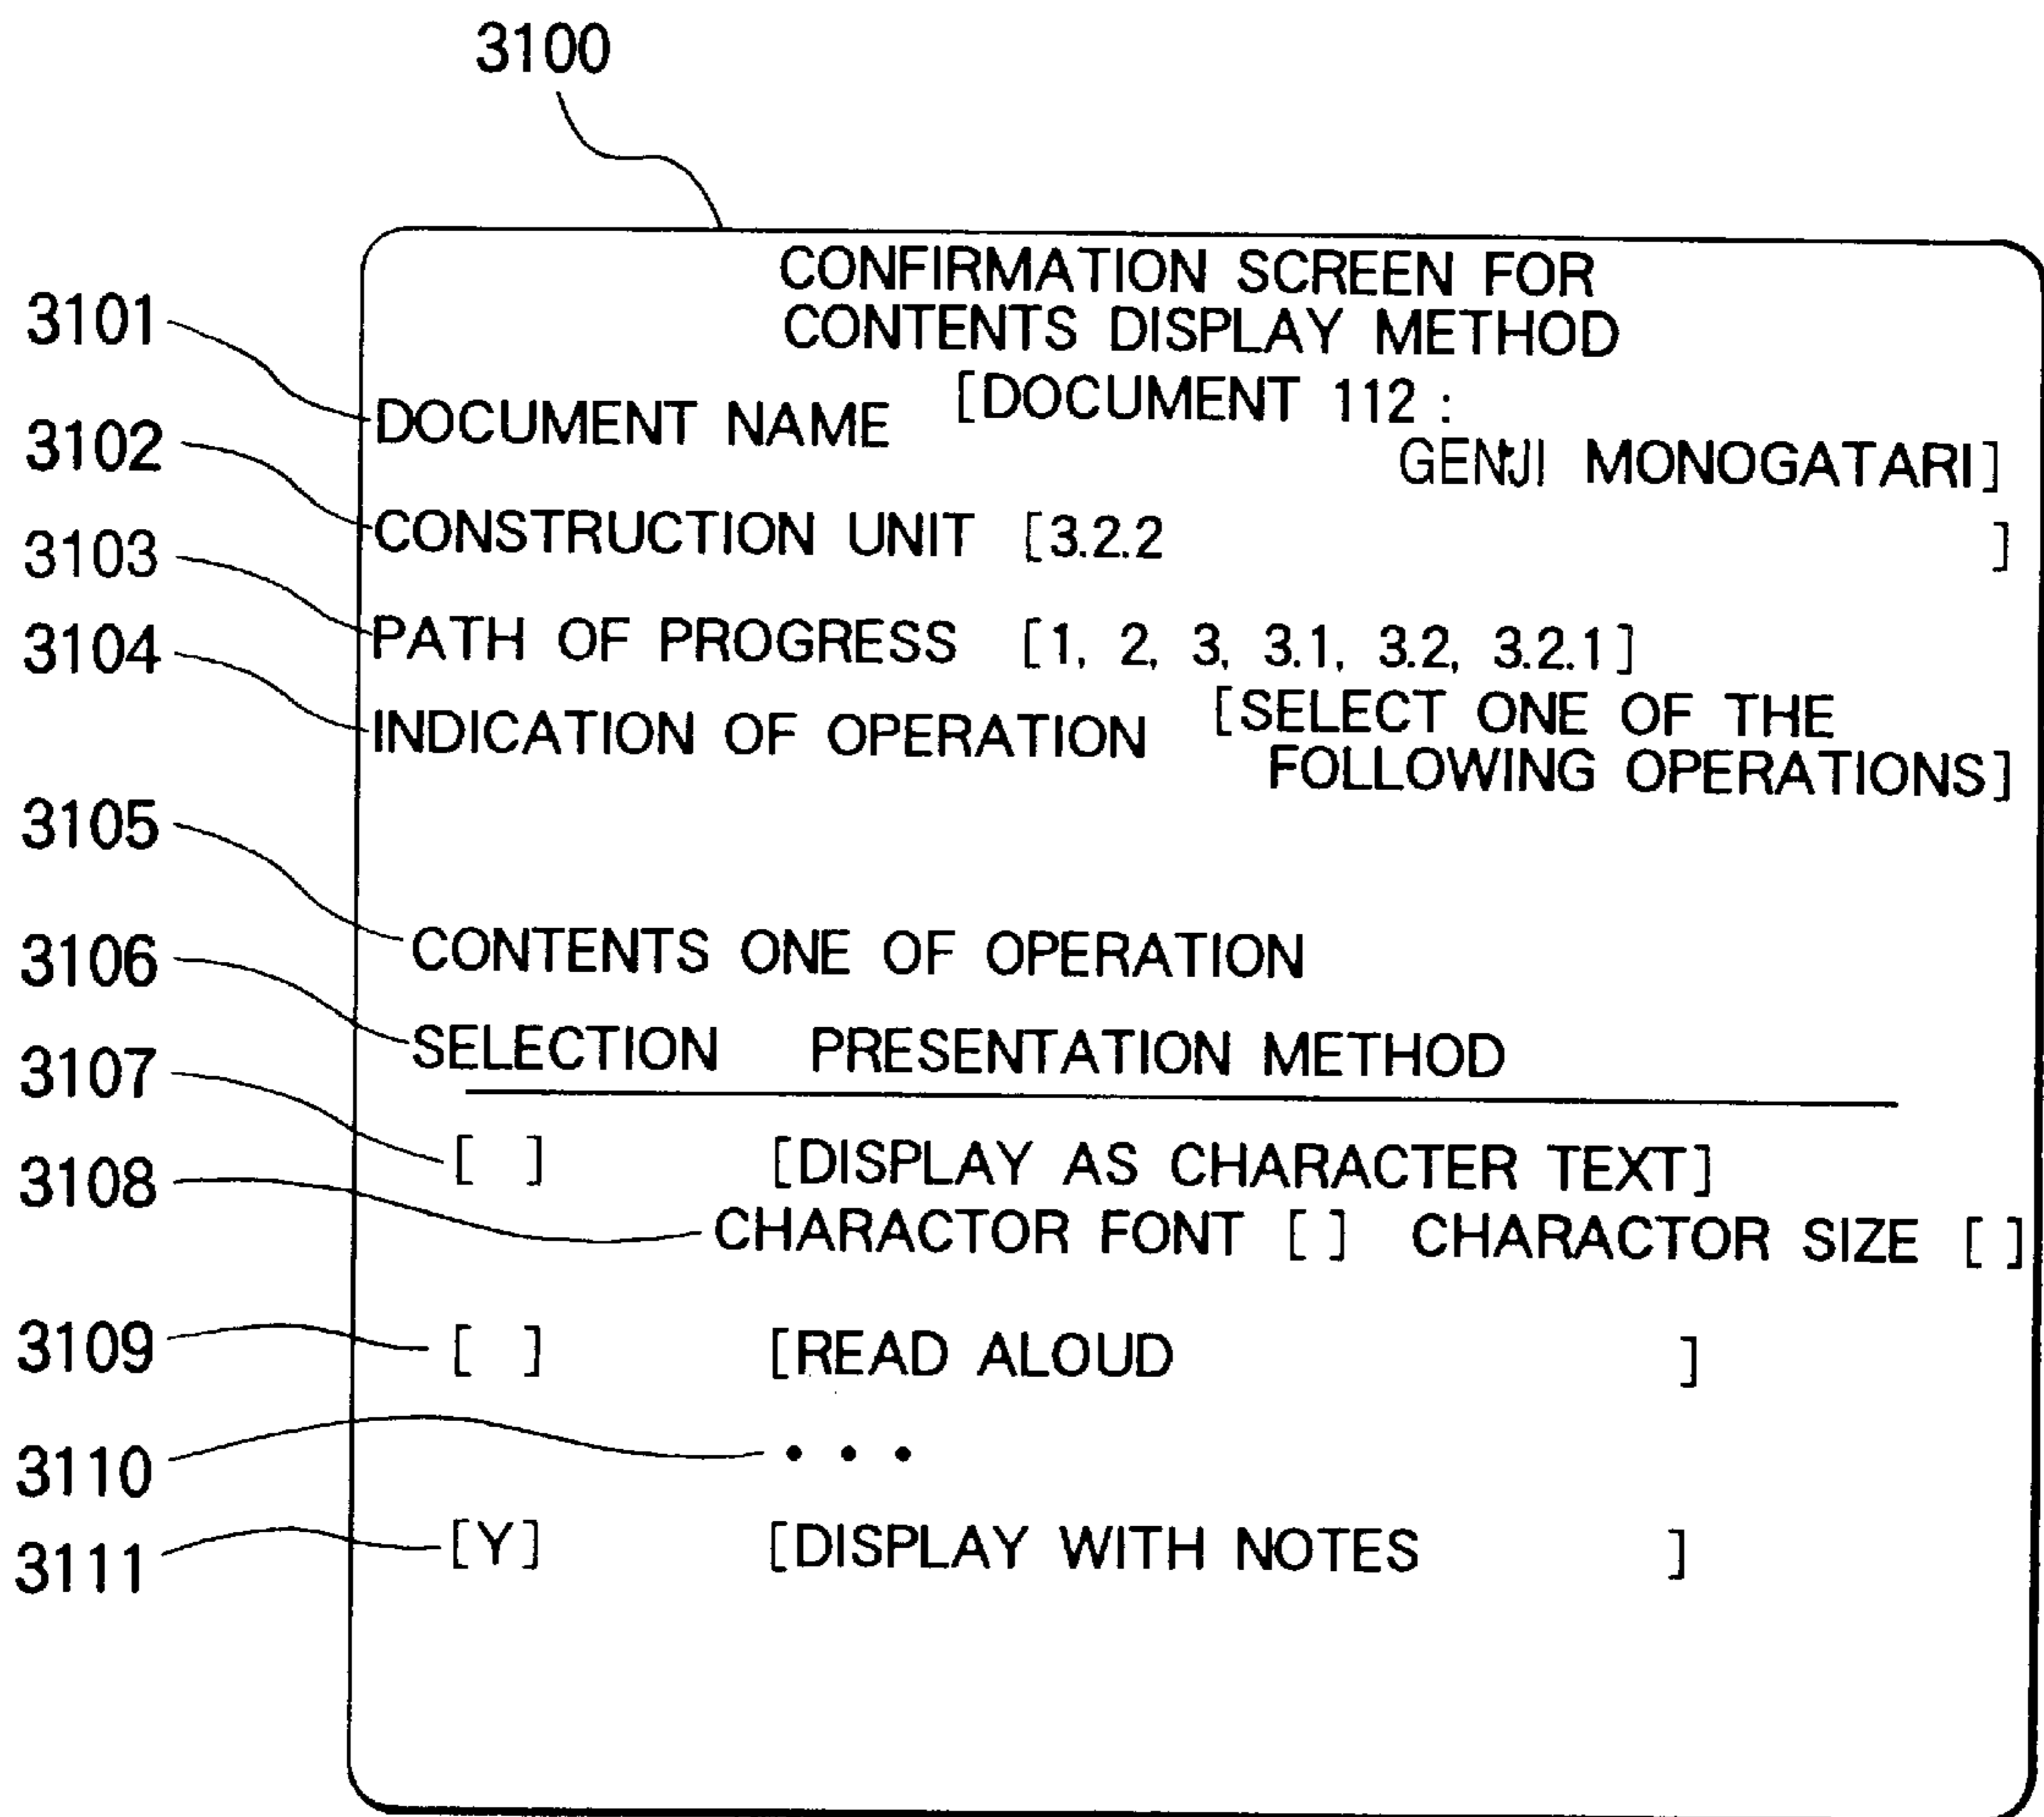 3100
CONFIRMATION SCREEN FOR
CONTENTS DISPLAY METHOD
3101
DOCUMENT NAME [DOCUMENT 112 :
GENJI MONOGATARI]
3102
CONSTRUCTION UNIT [3.2.2 ]
3103
PATH OF PROGRESS [1, 2, 3, 3.1, 3.2, 3.2.1]
3104
INDICATION OF OPERATION [SELECT ONE OF THE
FOLLOWING OPERATIONS]
3105
CONTENTS ONE OF OPERATION
3106
SELECTION PRESENTATION METHOD
3107
[ ] [DISPLAY AS CHARACTER TEXT]
3108
CHARACTOR FONT [ ] CHARACTOR SIZE [ ]
3109
[ ] [READ ALOUD ]
3110
• • •
3111
[Y] [DISPLAY WITH NOTES ]